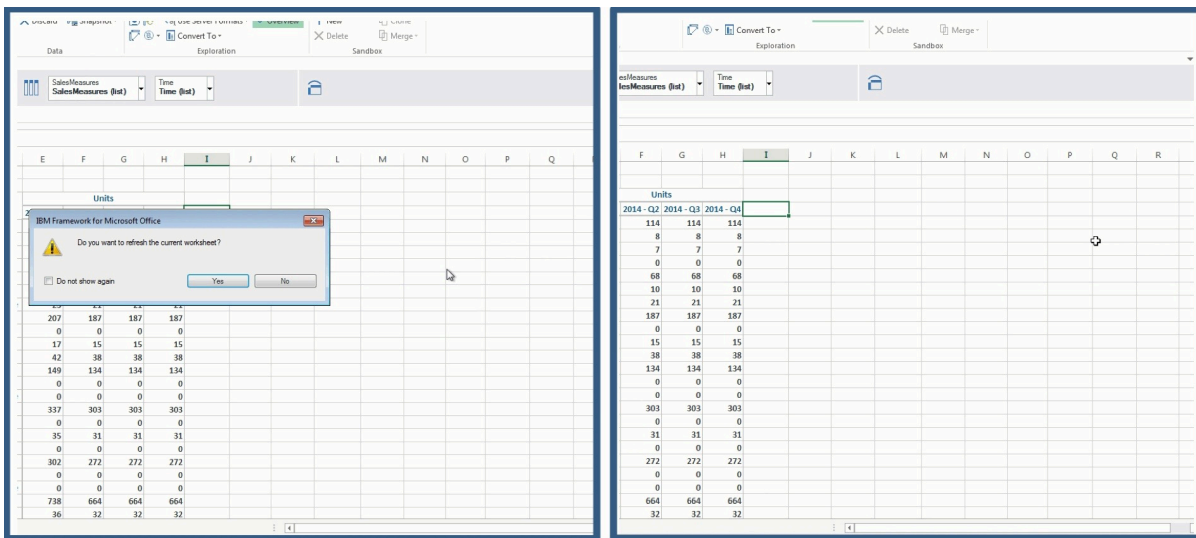 Discard Snapshot Use Server Formats Overview New Clone
Convert To Delete Merge
Data Exploration Sandbox
SalesMeasures Time
SalesMeasures (list) Time (list)
E F G H I J K L M N O P Q
Units
IBM Framework for Microsoft Office
Do you want to refresh the current worksheet?
Do not show again Yes No
207 187 187 187
0 0 0 0
17 15 15 15
42 38 38 38
149 134 134 134
0 0 0 0
0 0 0 0
337 303 303 303
0 0 0 0
35 31 31 31
0 0 0 0
302 272 272 272
0 0 0 0
0 0 0 0
738 664 664 664
36 32 32 32
Convert To Delete Merge
Exploration Sandbox
esMeasures Time
lesMeasures (list) Time (list)
F G H I J K L M N O P Q R
Units
2014 - Q2 2014 - Q3 2014 - Q4
114 114 114
8 8 8
7 7 7
0 0 0
68 68 68
10 10 10
21 21 21
187 187 187
0 0 0
15 15 15
38 38 38
134 134 134
0 0 0
0 0 0
303 303 303
0 0 0
31 31 31
0 0 0
272 272 272
0 0 0
0 0 0
664 664 664
32 32 32